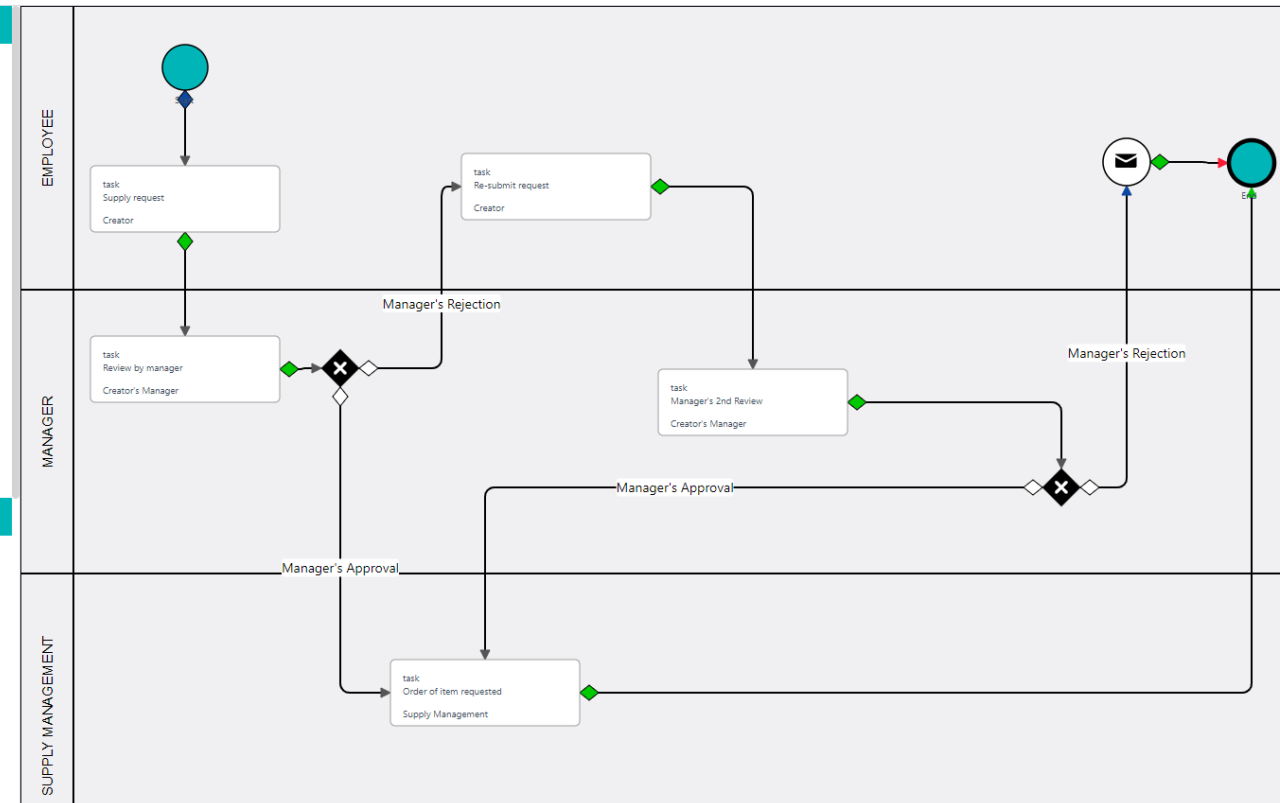 EMPLOYEE
task
Supply request
Creator
task
Re-submit request
Creator
Manager's Rejection
MANAGER
task
Review by manager
Creator's Manager
task
Manager's 2nd Review
Creator's Manager
Manager's Rejection
Manager's Approval
Manager's Approval
SUPPLY MANAGEMENT
task
Order of item requested
Supply Management